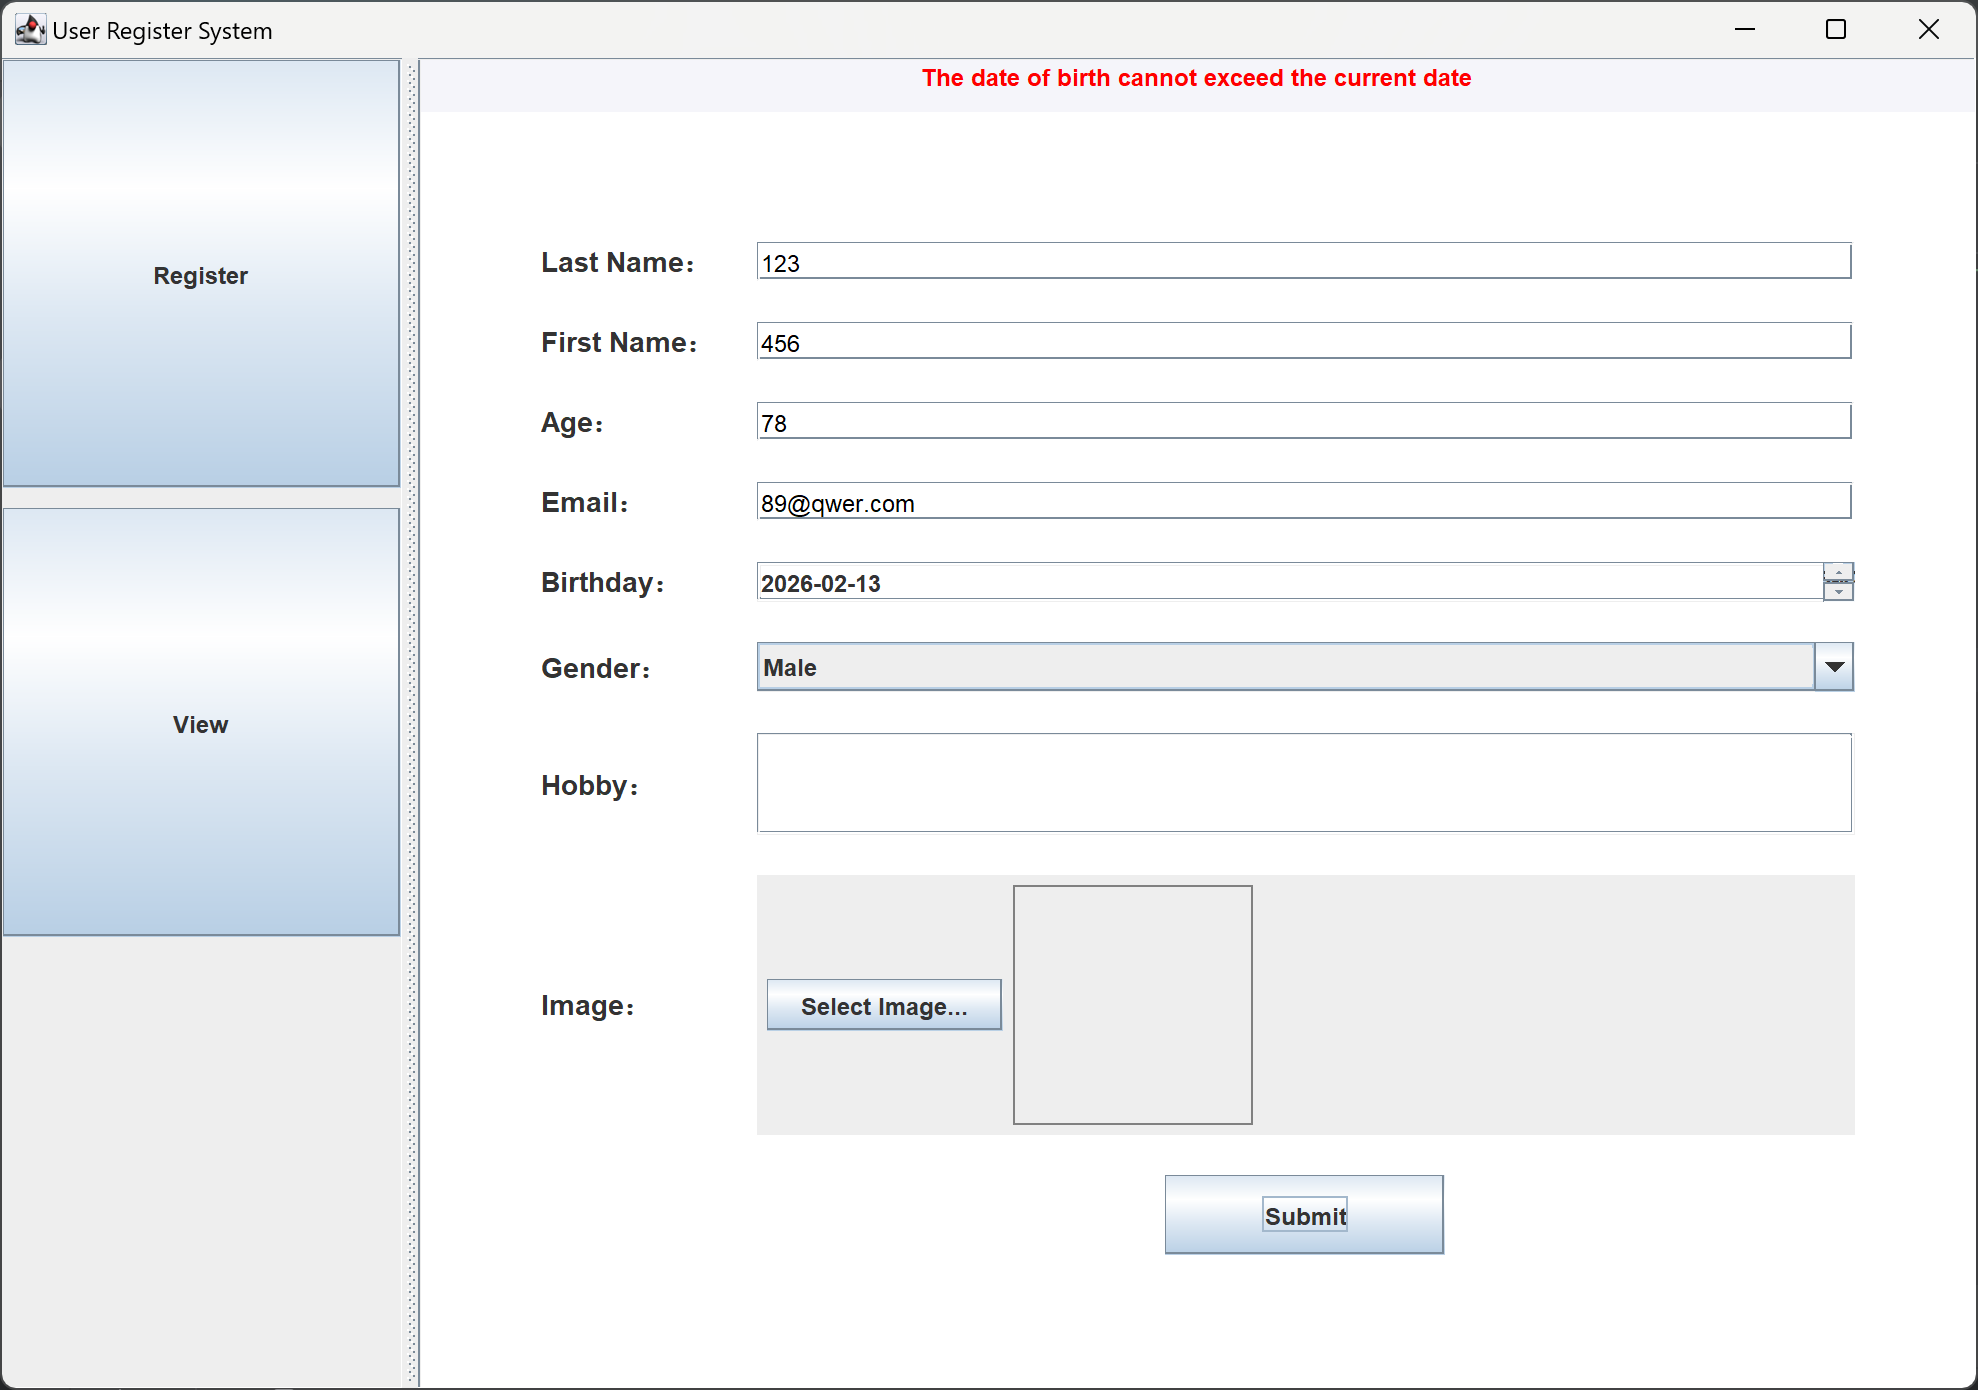 User Register System
The date of birth cannot exceed the current date
Register
View
Last Name：
123
First Name：
456
Age：
78
Email：
89@qwer.com
Birthday：
2026-02-13
Gender：
Male
Hobby：
Image：
Select Image...
Submit